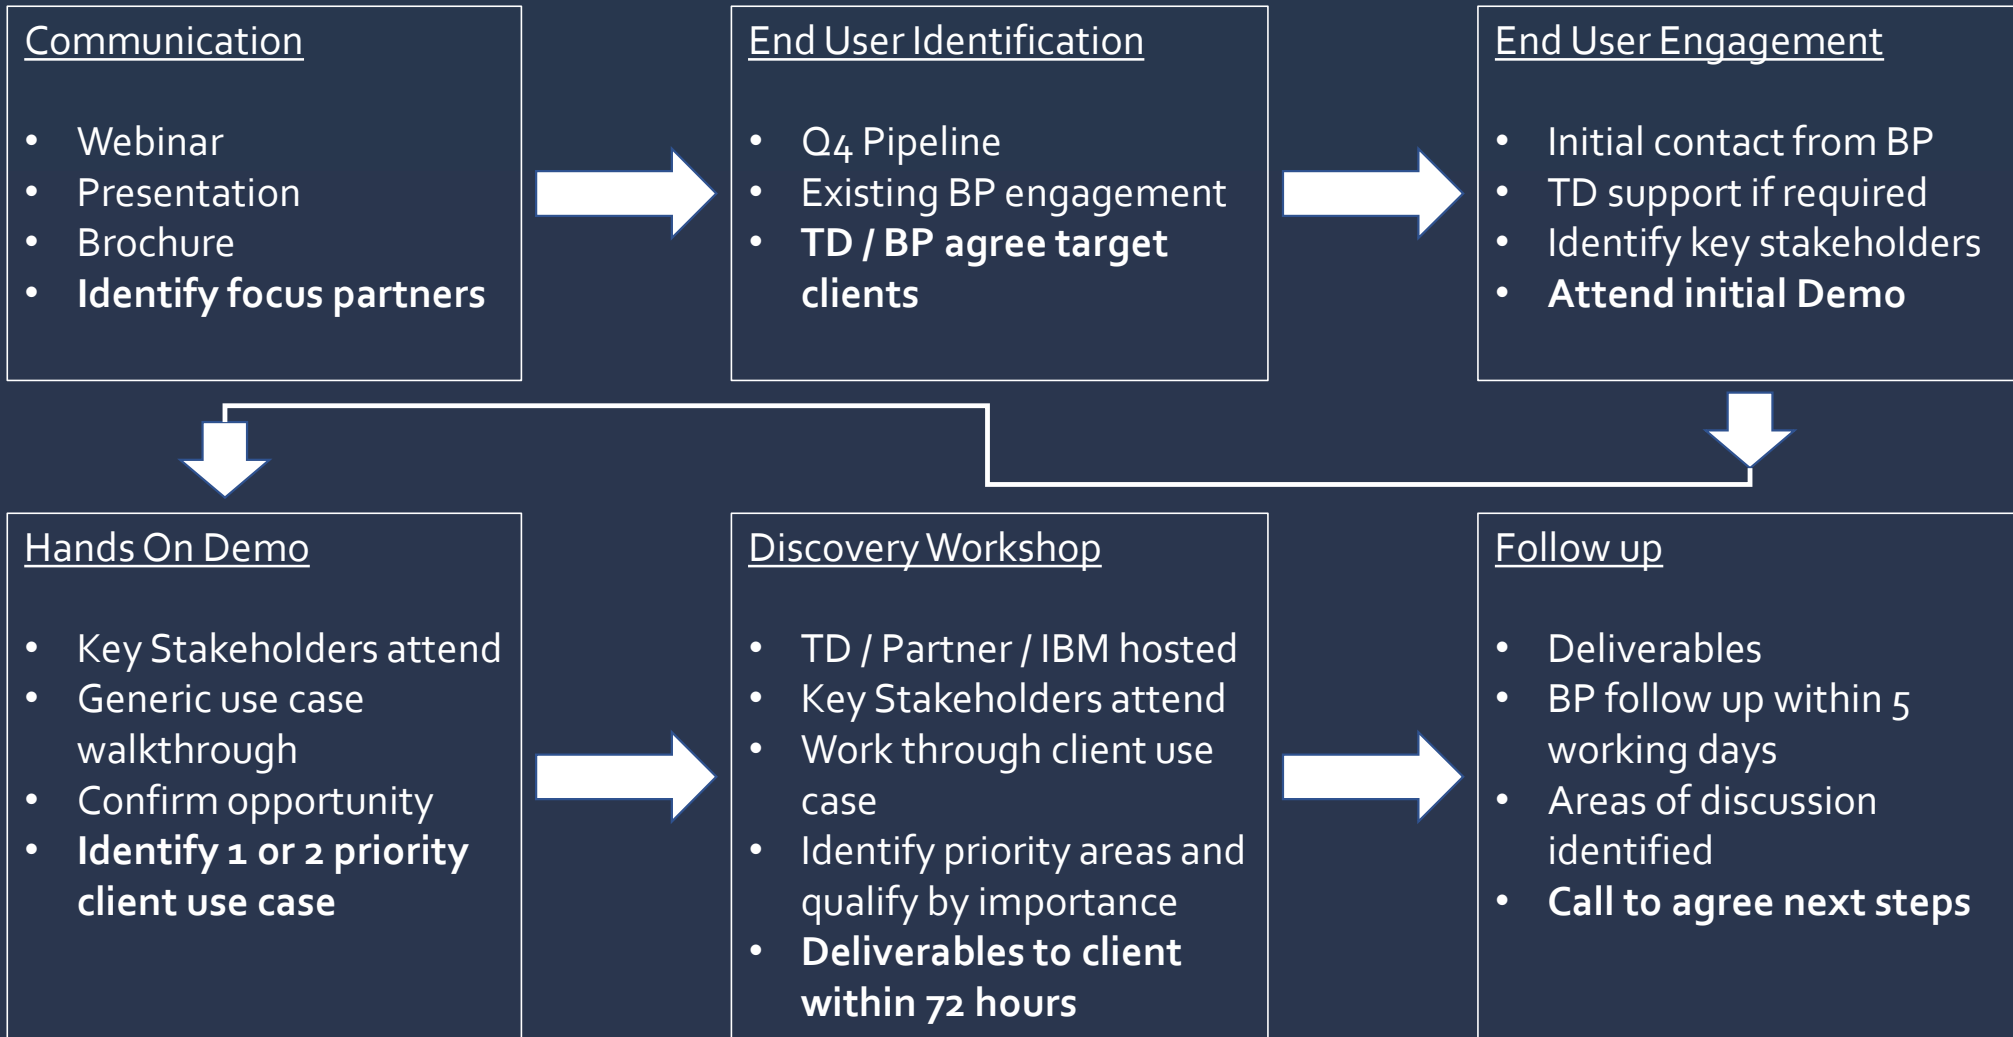 Communication
• Webinar
• Presentation
• Brochure
• Identify focus partners
End User Identification
• Q4 Pipeline
• Existing BP engagement
• TD / BP agree target
clients
End User Engagement
• Initial contact from BP
• TD support if required
• Identify key stakeholders
• Attend initial Demo
Hands On Demo
• Key Stakeholders attend
• Generic use case
walkthrough
• Confirm opportunity
• Identify 1 or 2 priority
client use case
Discovery Workshop
• TD / Partner / IBM hosted
• Key Stakeholders attend
• Work through client use
case
• Identify priority areas and
qualify by importance
• Deliverables to client
within 72 hours
Follow up
• Deliverables
• BP follow up within 5
working days
• Areas of discussion
identified
• Call to agree next steps